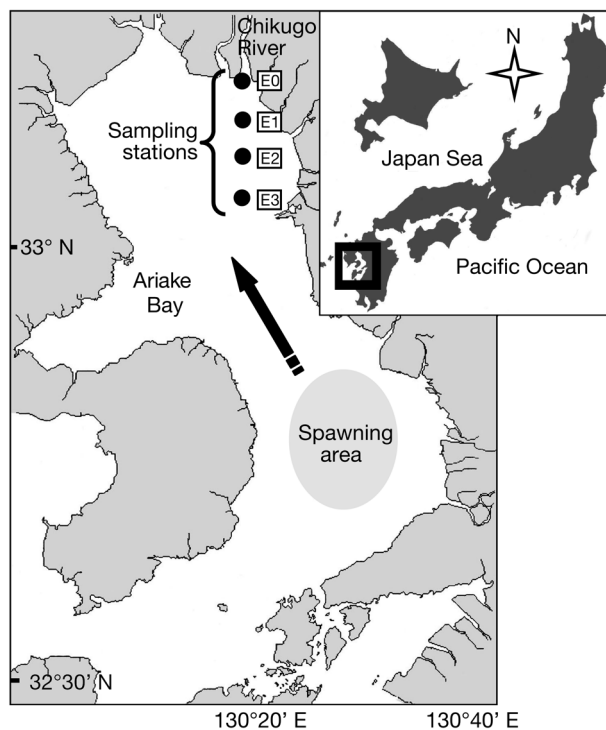 Chikugo
River
E0
E1
E2
E3
Sampling
stations
N
Japan Sea
Pacific Ocean
33° N
Ariake
Bay
Spawning
area
32°30’ N
130°20’ E
130°40’ E